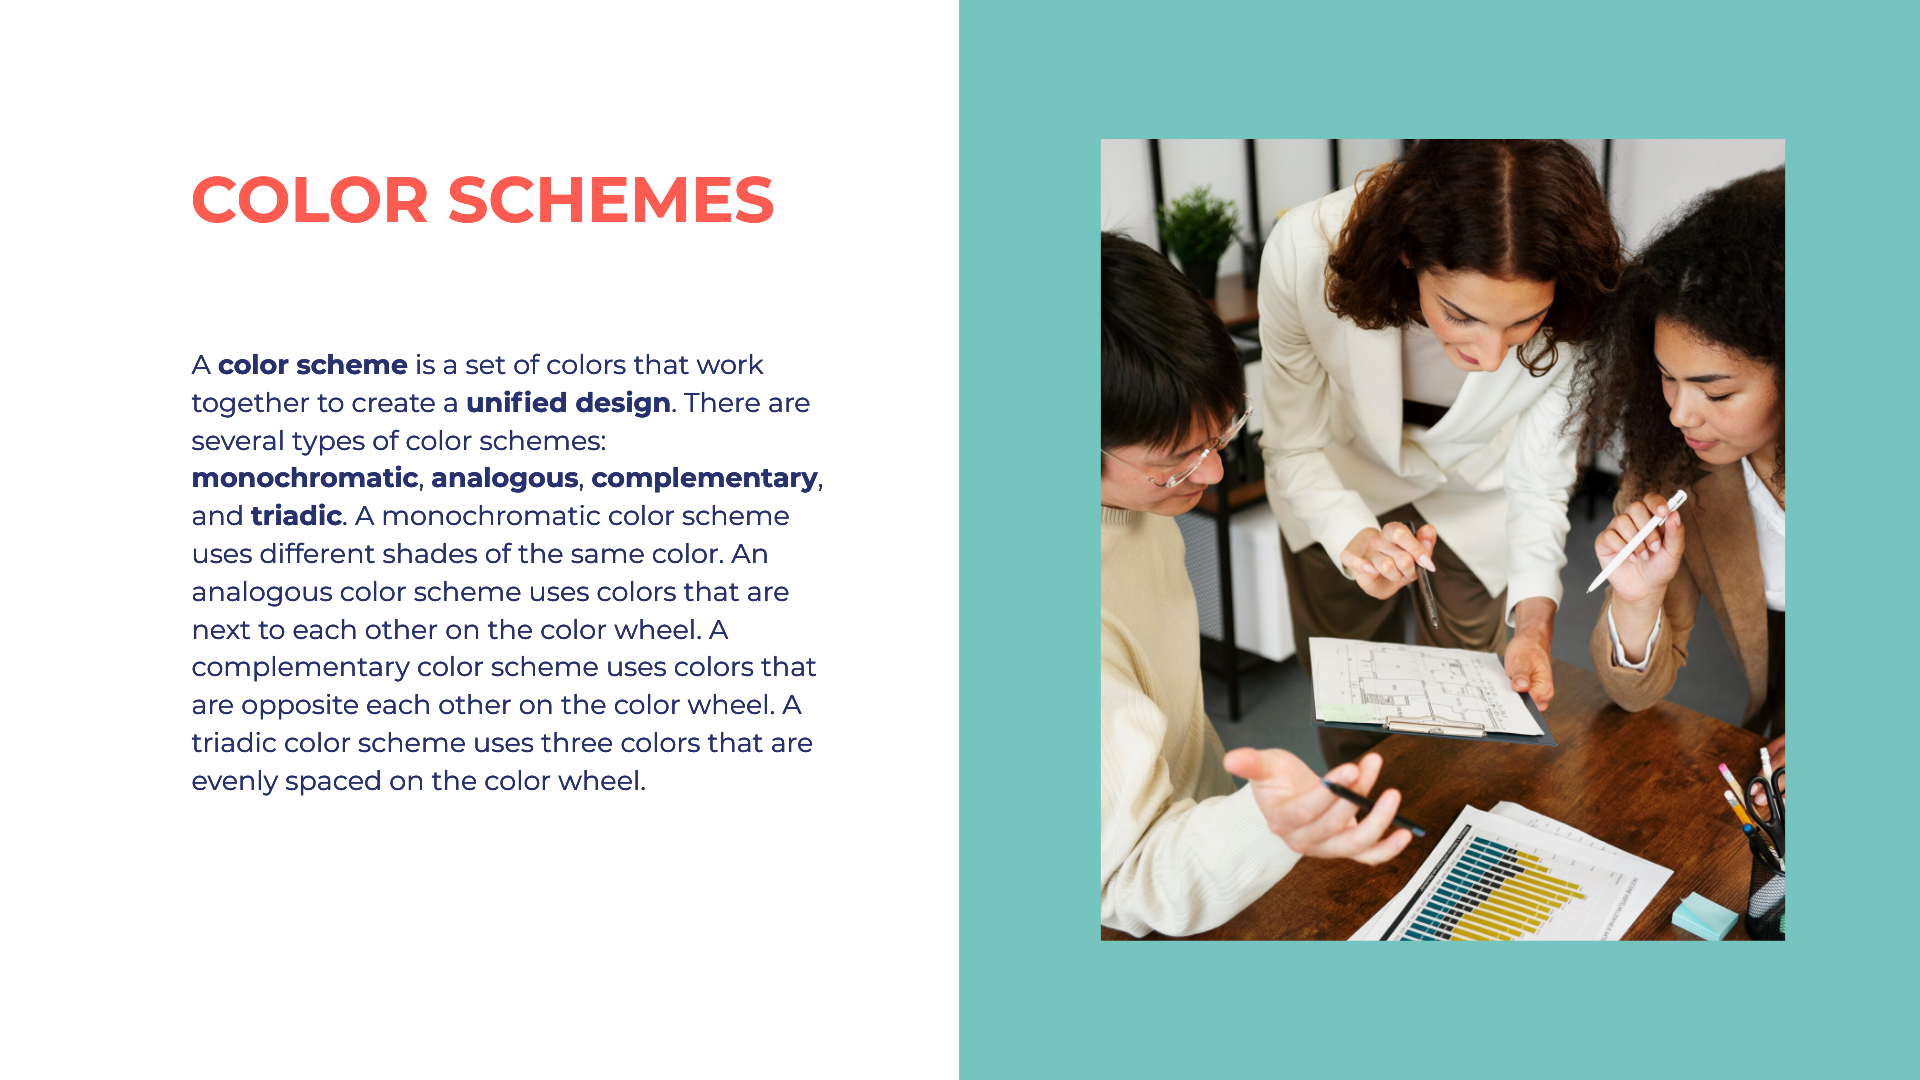 COLOR SCHEMES
A color scheme is a set of colors that work
together to create a unified design. There are
several types of color schemes:
monochromatic, analogous, complementary,
and triadic. A monochromatic color scheme
uses different shades of the same color. An
analogous color scheme uses colors that are
next to each other on the color wheel. A
complementary color scheme uses colors that
are opposite each other on the color wheel. A
triadic color scheme uses three colors that are
evenly spaced on the color wheel.